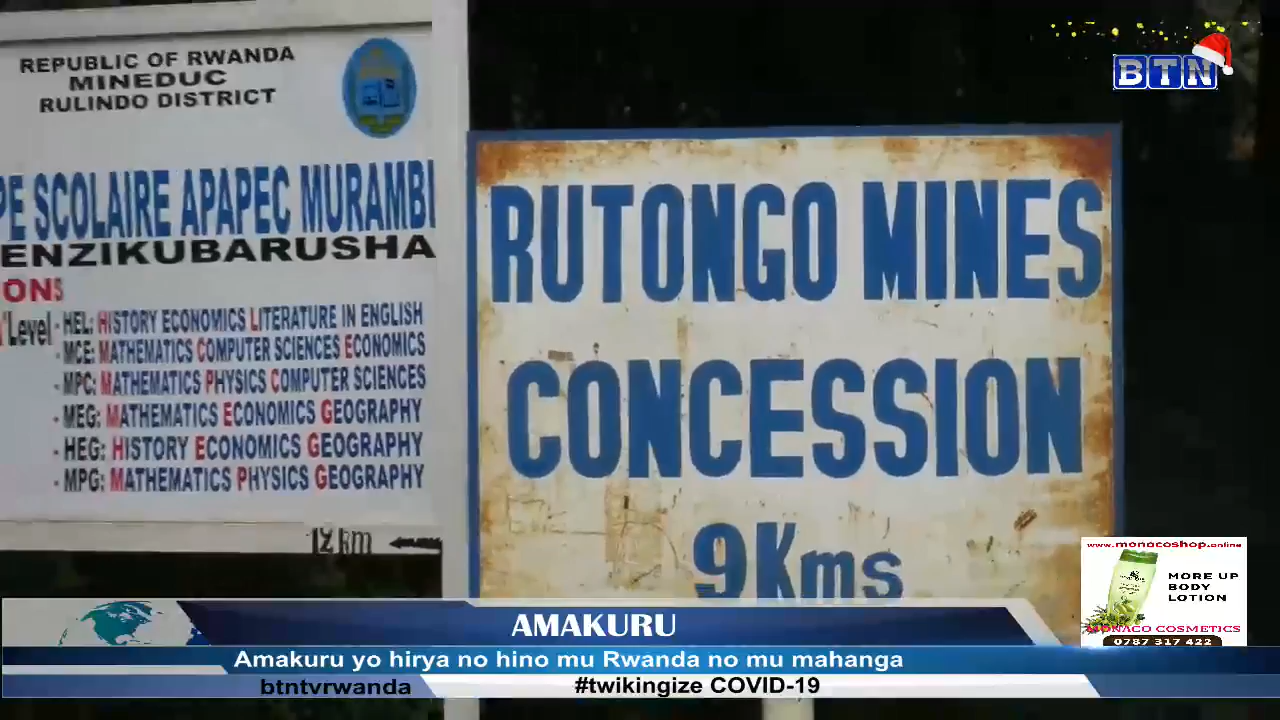 REPUBLIC OF RWANDA
MINEDUC
RULINDO DISTRICT
PE SCOLAIRE APAPEC MURAMBI
ENZIKUBARUSHA
ONS
Level - HEL: HISTORY ECONOMICS LITERATURE IN ENGLISH
- MCE: MATHEMATICS COMPUTER SCIENCES ECONOMICS
- MPC: MATHEMATICS PHYSICS COMPUTER SCIENCES
- MEG: MATHEMATICS ECONOMICS GEOGRAPHY
- HEG: HISTORY ECONOMICS GEOGRAPHY
- MPG: MATHEMATICS PHYSICS GEOGRAPHY
12 km
RUTONGO MINES
CONCESSION
9Kms
BTN
www.monacoshop.online
MORE UP
BODY
LOTION
MONACO COSMETICS
0787 317 422
AMAKURU
Amakuru yo hirya no hino mu Rwanda no mu mahanga
btntvrwanda
#twikingize COVID-19